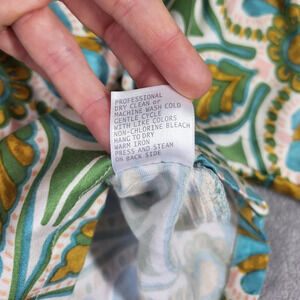 PROFESSIONAL
DRY CLEAN or
MACHINE WASH COLD
GENTLE CYCLE
WITH LIKE COLORS
NON-CHLORINE BLEACH
HANG TO DRY
WARM IRON
PRESS AND STEAM
ON BACK SIDE